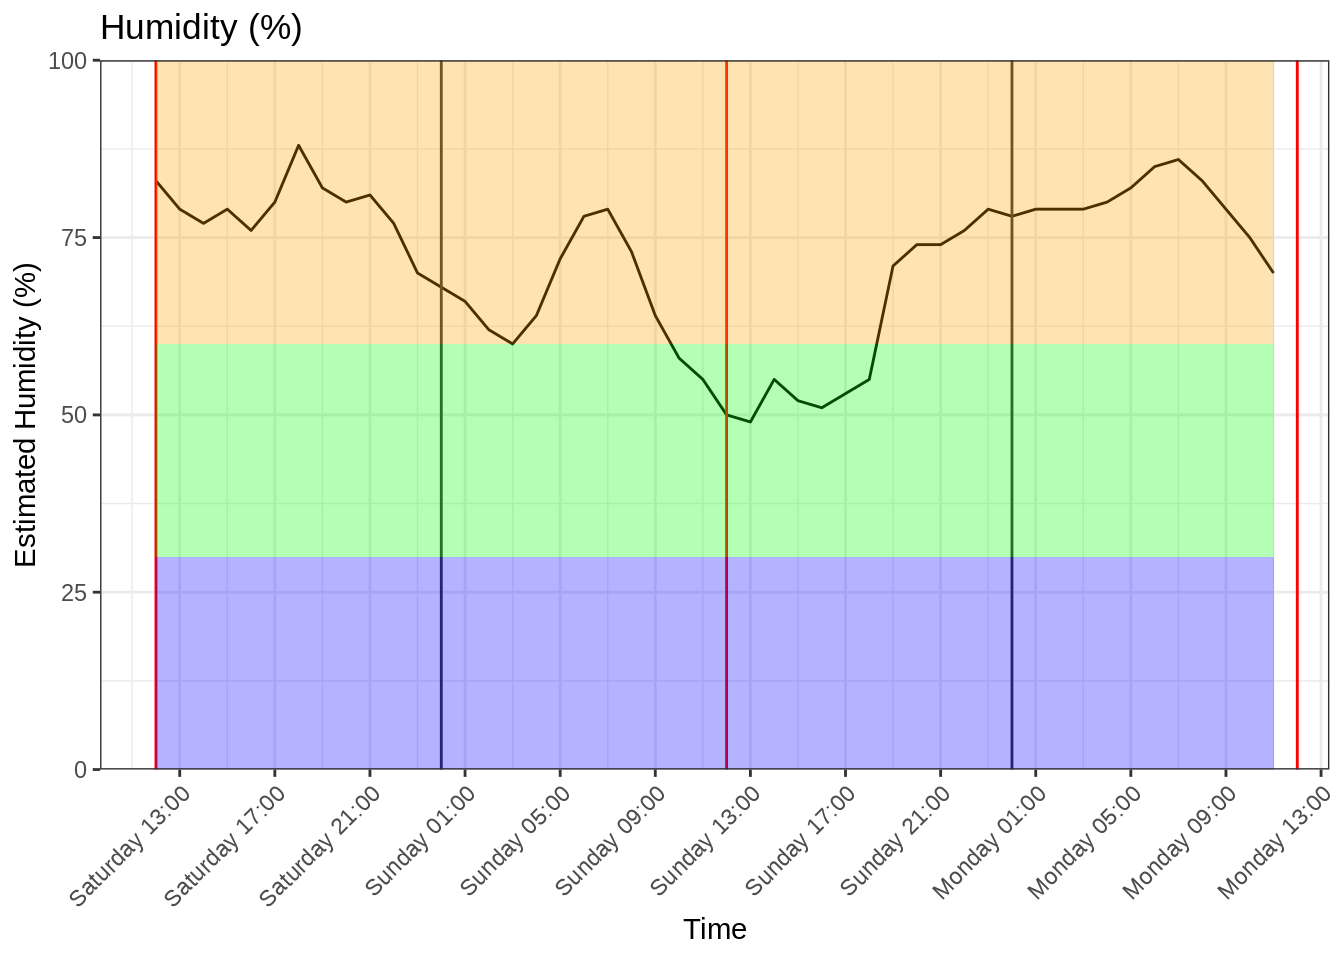 Humidity (%)
Estimated Humidity (%)
100
75
50
25
0
Saturday 13:00
Saturday 17:00
Saturday 21:00
Sunday 01:00
Sunday 05:00
Sunday 09:00
Sunday 13:00
Sunday 17:00
Sunday 21:00
Monday 01:00
Monday 05:00
Monday 09:00
Monday 13:00
Time